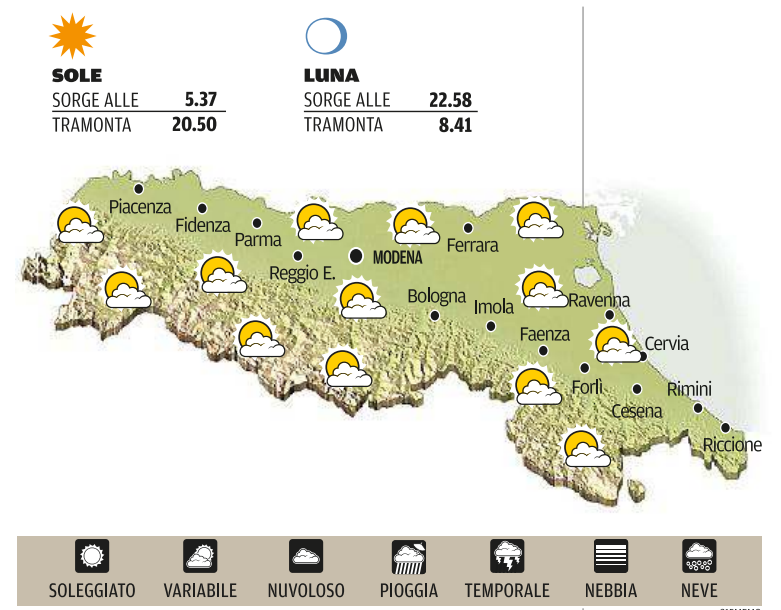 SOLE
SORGE ALLE 5.37
TRAMONTA 20.50
LUNA
SORGE ALLE 22.58
TRAMONTA 8.41
Piacenza
Fidenza
Parma
Reggio E.
MODENA
Ferrara
Bologna
Imola
Ravenna
Faenza
Cervia
Forlì
Cesena
Rimini
Riccione
SOLEGGIATO VARIABILE NUVOLOSO PIOGGIA TEMPORALE NEBBIA NEVE